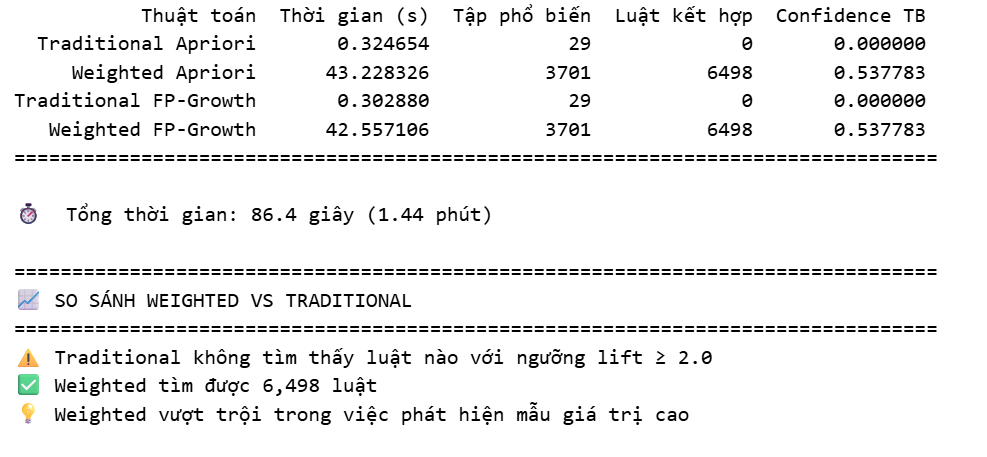 Thuật toán Thời gian (s) Tập phổ biến Luật kết hợp Confidence TB
Traditional Apriori 0.324654 29 0 0.000000
Weighted Apriori 43.228326 3701 6498 0.537783
Traditional FP-Growth 0.302880 29 0 0.000000
Weighted FP-Growth 42.557106 3701 6498 0.537783
================================================================================
⏱️ Tổng thời gian: 86.4 giây (1.44 phút)
================================================================================
📈 SO SÁNH WEIGHTED VS TRADITIONAL
================================================================================
⚠️ Traditional không tìm thấy luật nào với ngưỡng lift ≥ 2.0
✅ Weighted tìm được 6,498 luật
💡 Weighted vượt trội trong việc phát hiện mẫu giá trị cao